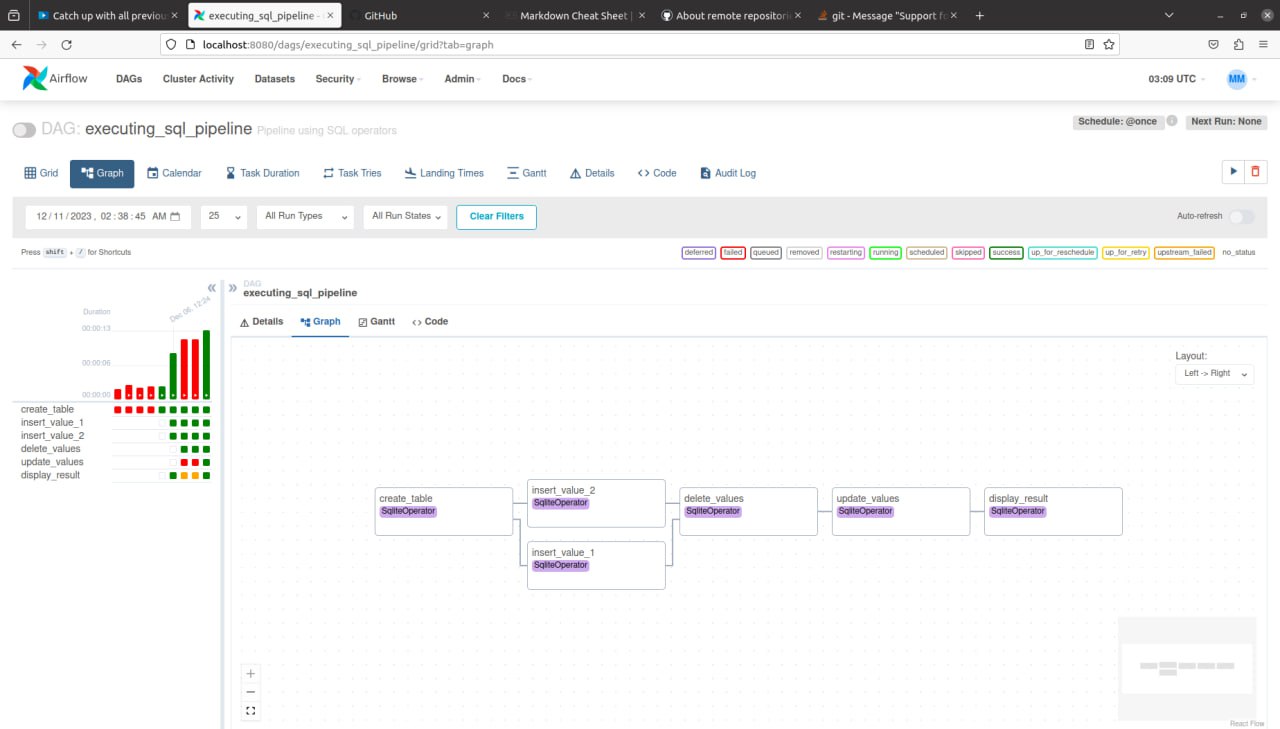 Catch up with all previou
executing_sql_pipeline -
GitHub
Markdown Cheat Sheet
About remote repositori
git - Message "Support fo
localhost:8080/dags/executing_sql_pipeline/grid?tab=graph
Airflow
DAGs
Cluster Activity
Datasets
Security
Browse
Admin
Docs
03:09 UTC
MM
DAG: executing_sql_pipeline Pipeline using SQL operators
Schedule: @once
Next Run: None
Grid
Graph
Calendar
Task Duration
Task Tries
Landing Times
Gantt
Details
Code
Audit Log
12 / 11 / 2023 , 02 : 38 : 45 AM
25
All Run Types
All Run States
Clear Filters
Auto-refresh
Press shift + / for Shortcuts
deferred
failed
queued
removed
restarting
running
scheduled
skipped
success
up_for_reschedule
up_for_retry
upstream_failed
no_status
DAG
executing_sql_pipeline
Details
Graph
Gantt
Code
Dec 06, 12:24
Duration
00:00:13
00:00:06
00:00:00
create_table
insert_value_1
insert_value_2
delete_values
update_values
display_result
Layout:
Left -> Right
create_table
SqliteOperator
insert_value_2
SqliteOperator
insert_value_1
SqliteOperator
delete_values
SqliteOperator
update_values
SqliteOperator
display_result
SqliteOperator
React Flow